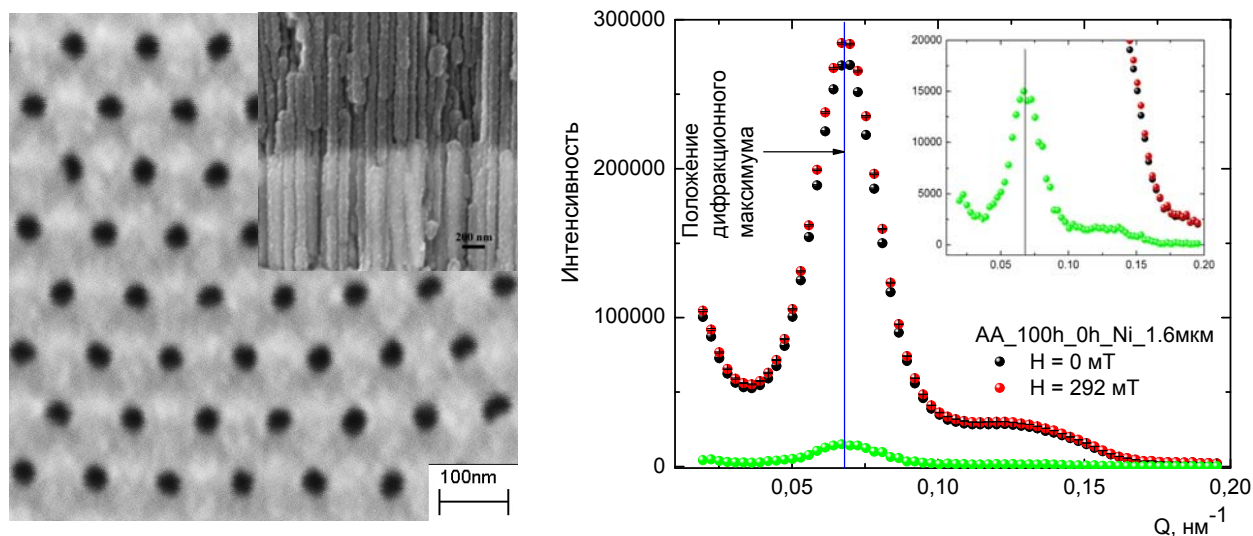 200 nm
100nm
300000
200000
100000
0
Интенсивность
0,05
0,10
0,15
0,20
Q, нм-1
Положение
дифракционного
максимума
20000
15000
10000
5000
0
0,05
0,10
0,15
0,20
AA_100h_0h_Ni_1.6мкм
H = 0 мТ
H = 292 мТ